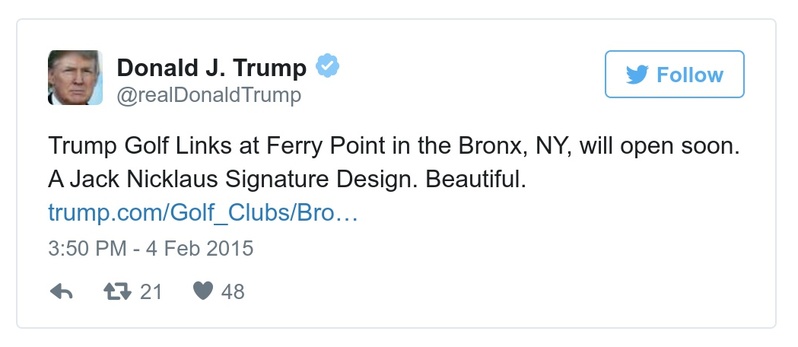 Donald J. Trump
Follow
@realDonaldTrump
Trump Golf Links at Ferry Point in the Bronx, NY, will open soon.
A Jack Nicklaus Signature Design. Beautiful.
trump.com/Golf_Clubs/Bro…
3:50 PM - 4 Feb 2015
21 48